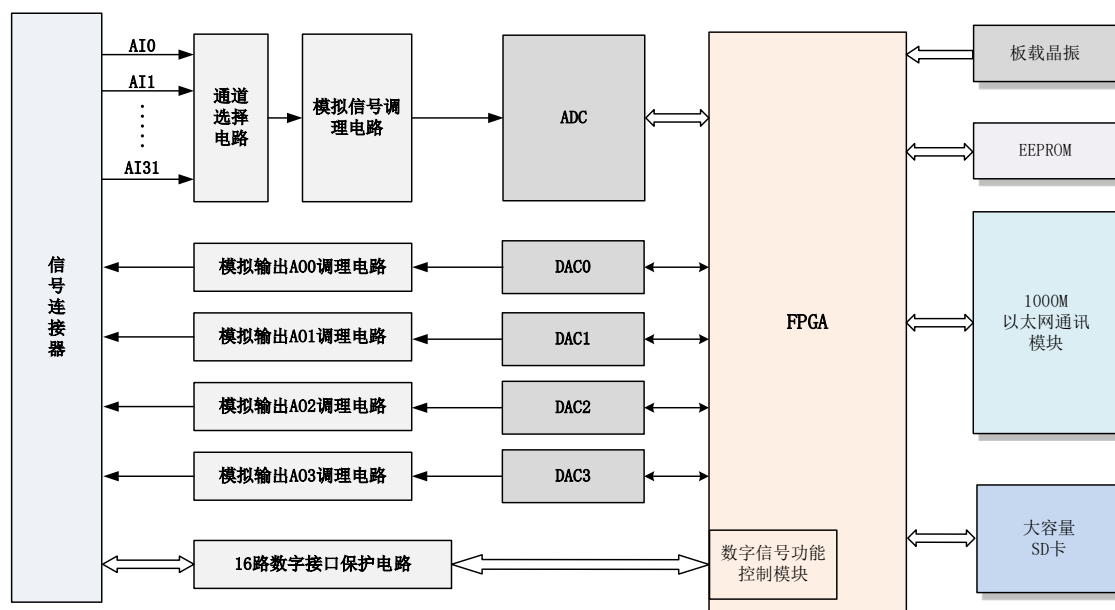 信
号
连
接
器
AI0
AI1
AI31
通道
选择
电路
模拟信号调
理电路
ADC
模拟输出AO0调理电路
DAC0
模拟输出AO1调理电路
DAC1
模拟输出AO2调理电路
DAC2
模拟输出AO3调理电路
DAC3
16路数字接口保护电路
FPGA
数字信号功能
控制模块
板载晶振
EEPROM
1000M
以太网通讯
模块
大容量
SD卡